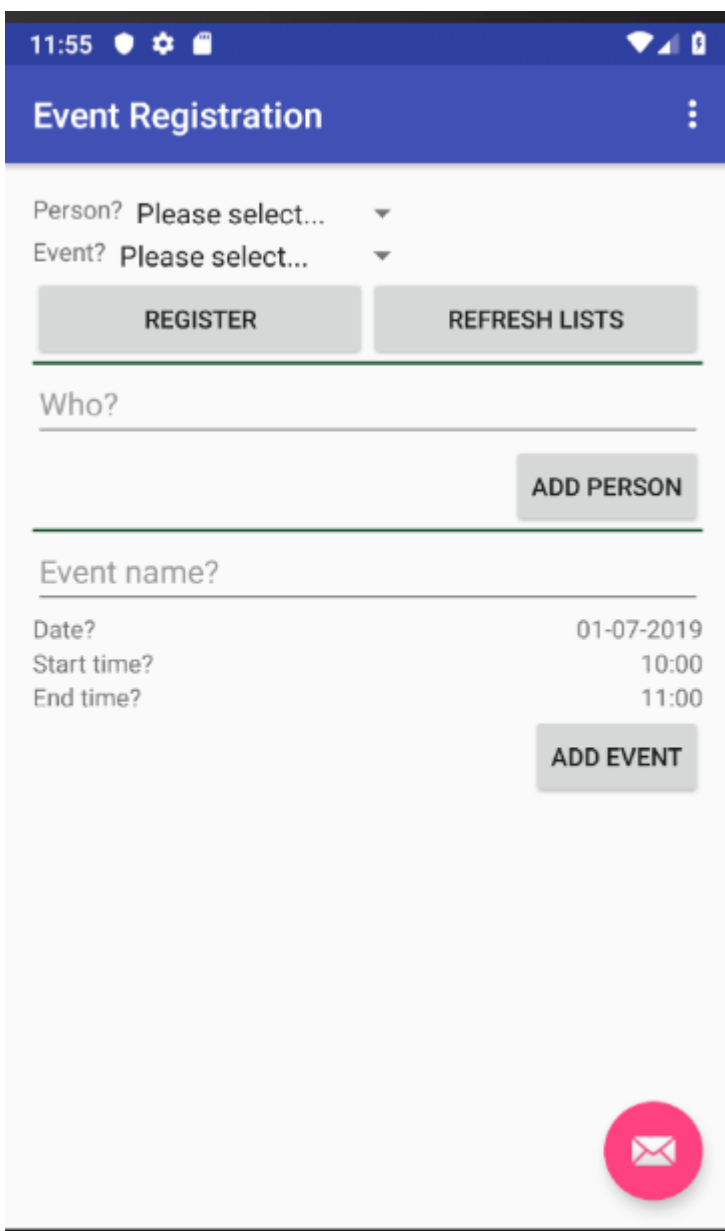 11:55
Event Registration
Person? Please select...
Event? Please select...
REGISTER REFRESH LISTS
Who?
ADD PERSON
Event name?
Date? 01-07-2019
Start time? 10:00
End time? 11:00
ADD EVENT